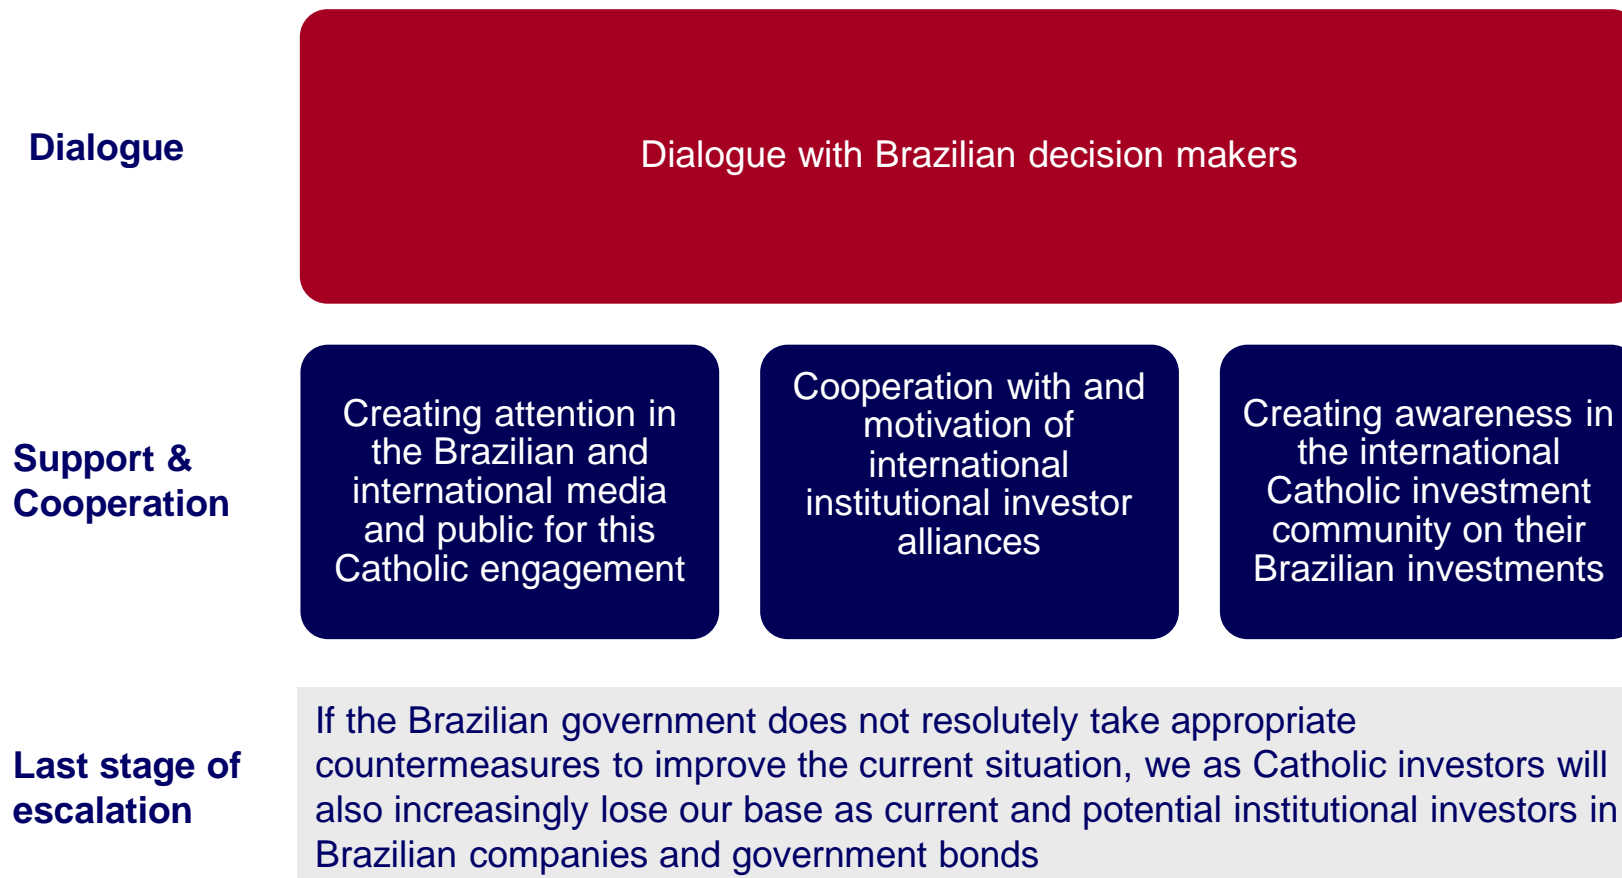 Dialogue
Dialogue with Brazilian decision makers
Support &
Cooperation
Creating attention in
the Brazilian and
international media
and public for this
Catholic engagement
Cooperation with and
motivation of
international
institutional investor
alliances
Creating awareness in
the international
Catholic investment
community on their
Brazilian investments
Last stage of
escalation
If the Brazilian government does not resolutely take appropriate
countermeasures to improve the current situation, we as Catholic investors will
also increasingly lose our base as current and potential institutional investors in
Brazilian companies and government bonds